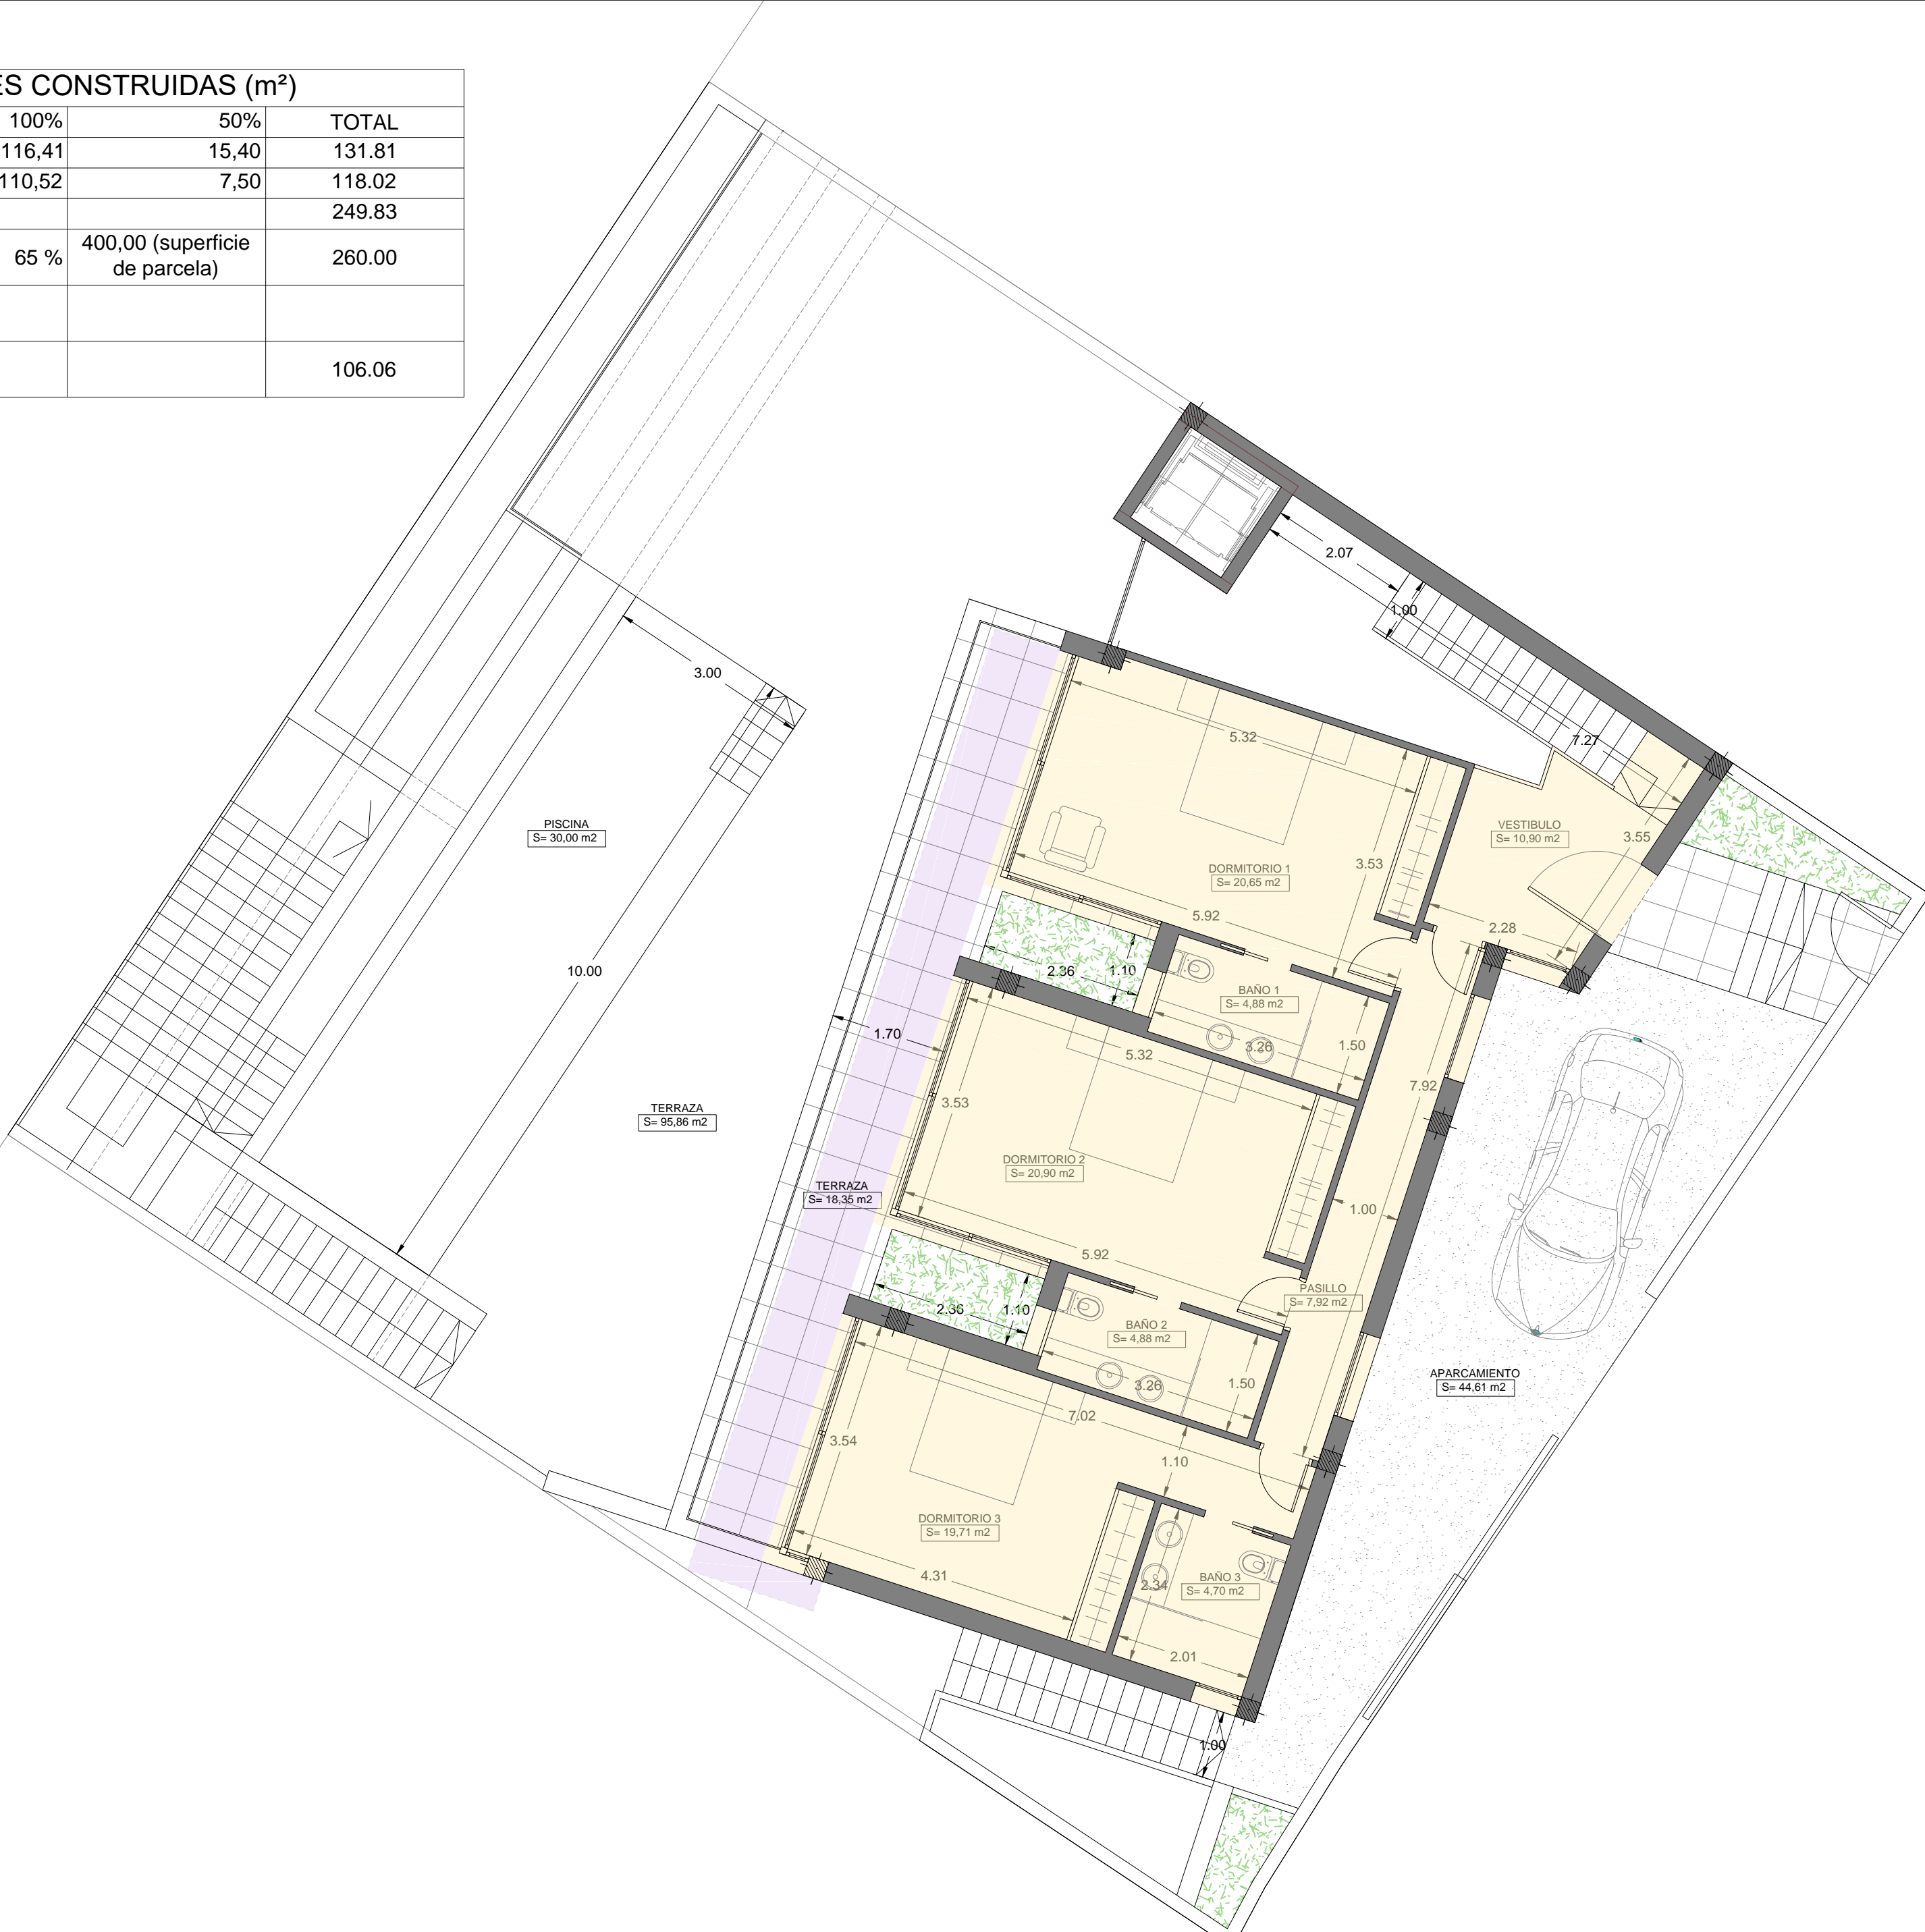 ES CONSTRUIDAS (m²)
100% 50% TOTAL
116,41 15,40 131.81
110,52 7,50 118.02
249.83
65 % 400,00 (superficie
de parcela) 260.00
106.06
2.07
1.00
3.00
5.32
7.27
PISCINA
S= 30,00 m2
VESTIBULO
S= 10,90 m2
3.55
3.53
DORMITORIO 1
S= 20,65 m2
5.92
2.28
10.00
2.36
1.10
BAÑO 1
S= 4,88 m2
1.70
3.26
1.50
5.32
7.92
3.53
TERRAZA
S= 95,86 m2
DORMITORIO 2
S= 20,90 m2
TERRAZA
S= 18,35 m2
1.00
5.92
PASILLO
S= 7,92 m2
2.36
1.10
BAÑO 2
S= 4,88 m2
APARCAMIENTO
S= 44,61 m2
3.26
1.50
7.02
3.54
1.10
DORMITORIO 3
S= 19,71 m2
4.31
2.34
BAÑO 3
S= 4,70 m2
2.01
1.00